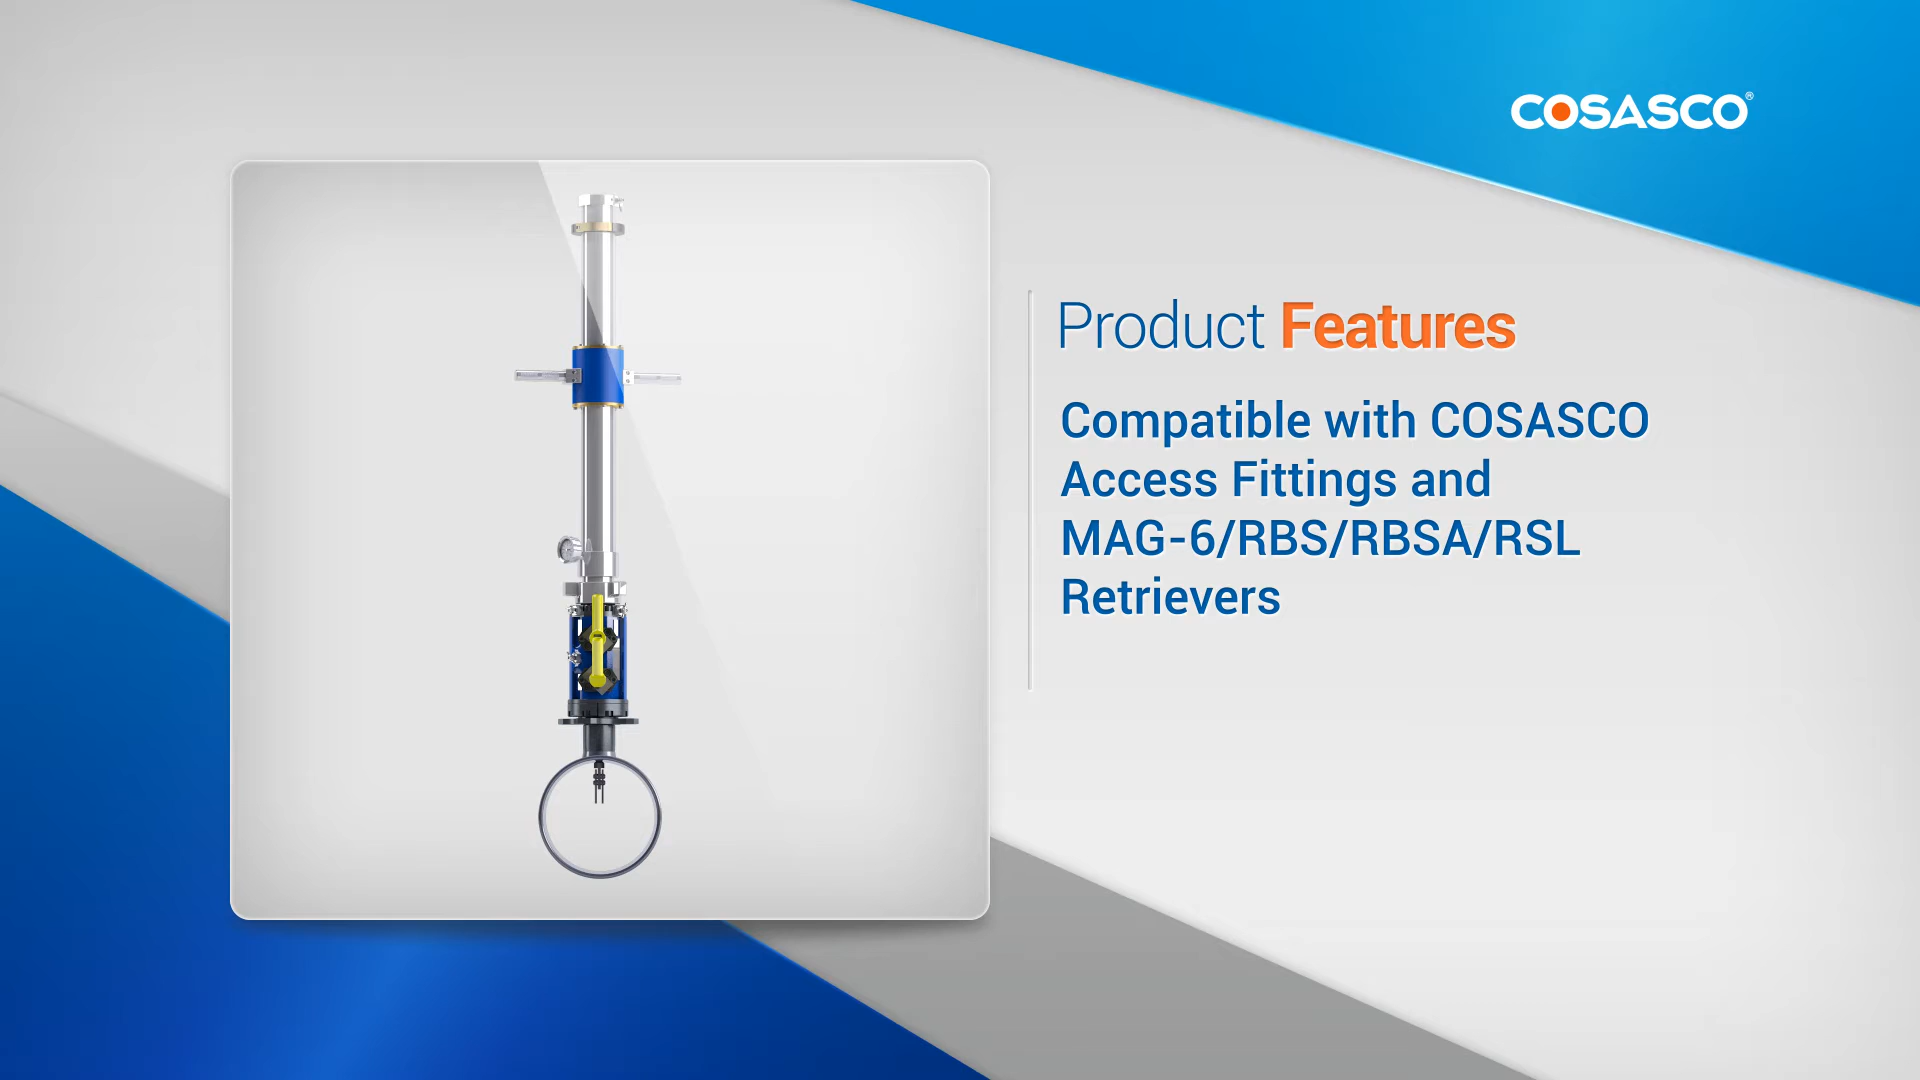 COSASCO®
Product Features
Compatible with COSASCO
Access Fittings and
MAG-6/RBS/RBSA/RSL
Retrievers